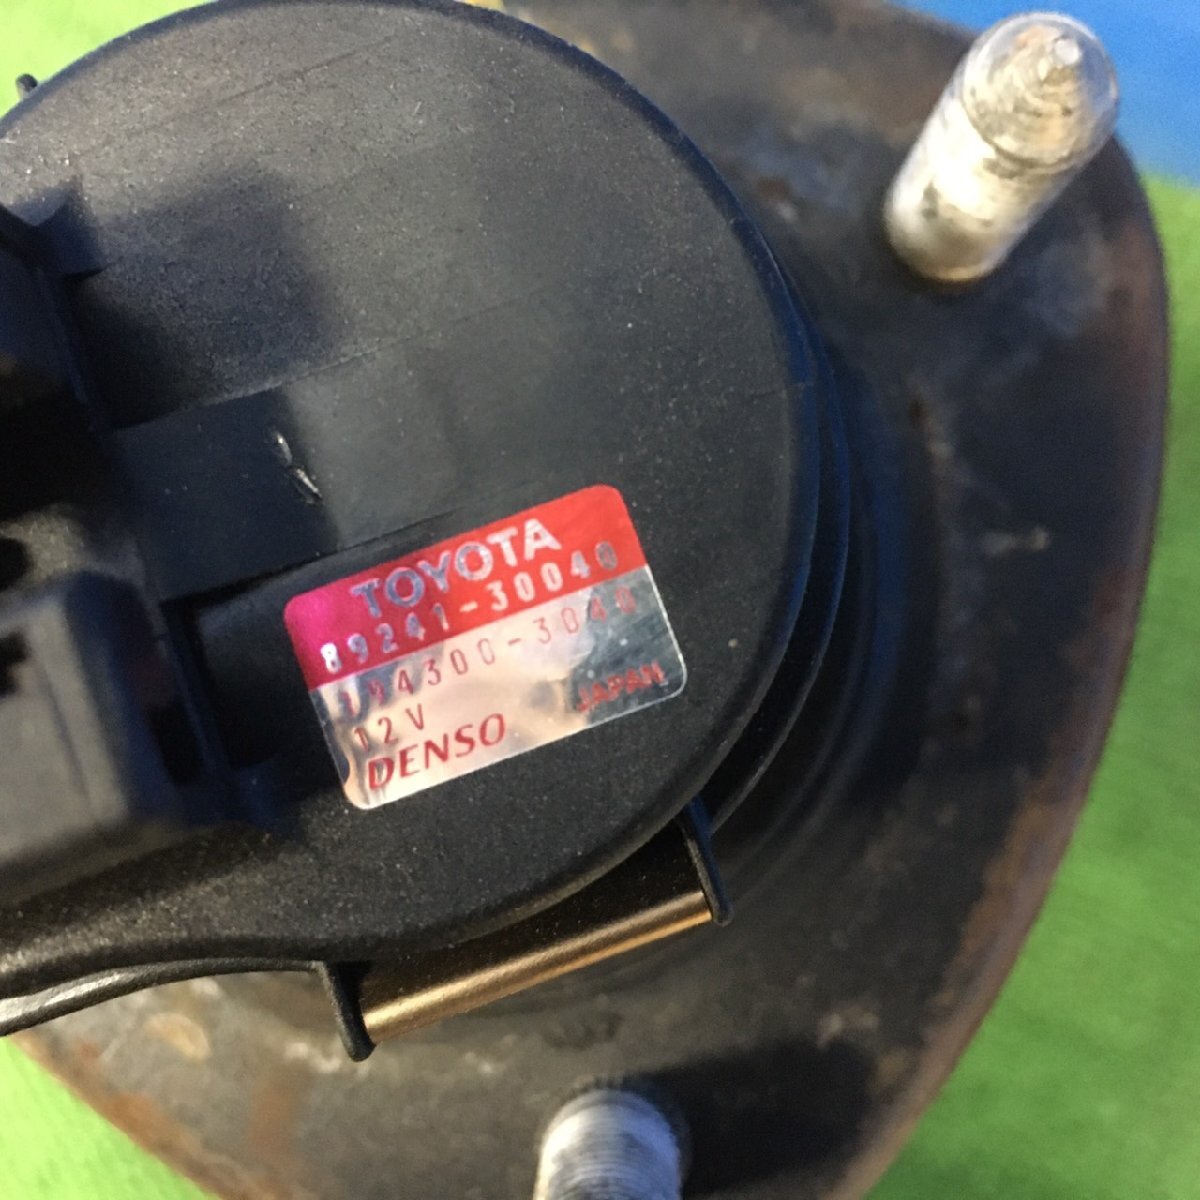 TOYOTA
89241-30040
194300-3040
12V
DENSO
JAPAN